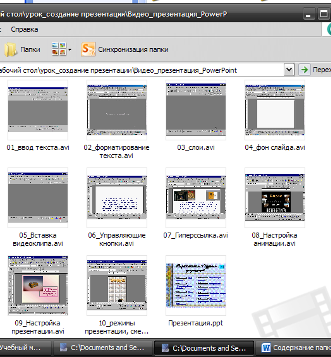 й стол\урок_создание презентации\Видео_презентация_PowerP
Справка
Папки
Синхронизация папки
абочий стол\урок_создание презентации\Видео_презентация_PowerPoint
Перех
01_ввод текста.avi
02_форматирование текста.avi
03_слои.avi
04_фон слайда.avi
05_Вставка видеоклипа.avi
06_Управляющие кнопки.avi
07_Гиперссылка.avi
08_Настройка анимации.avi
09_Настройка презентации.avi
10_режимы презентации, сме...
Презентация.ppt
Учебный м...
C:\Documents and Se...
C:\Documents and Se...
Содержание папк